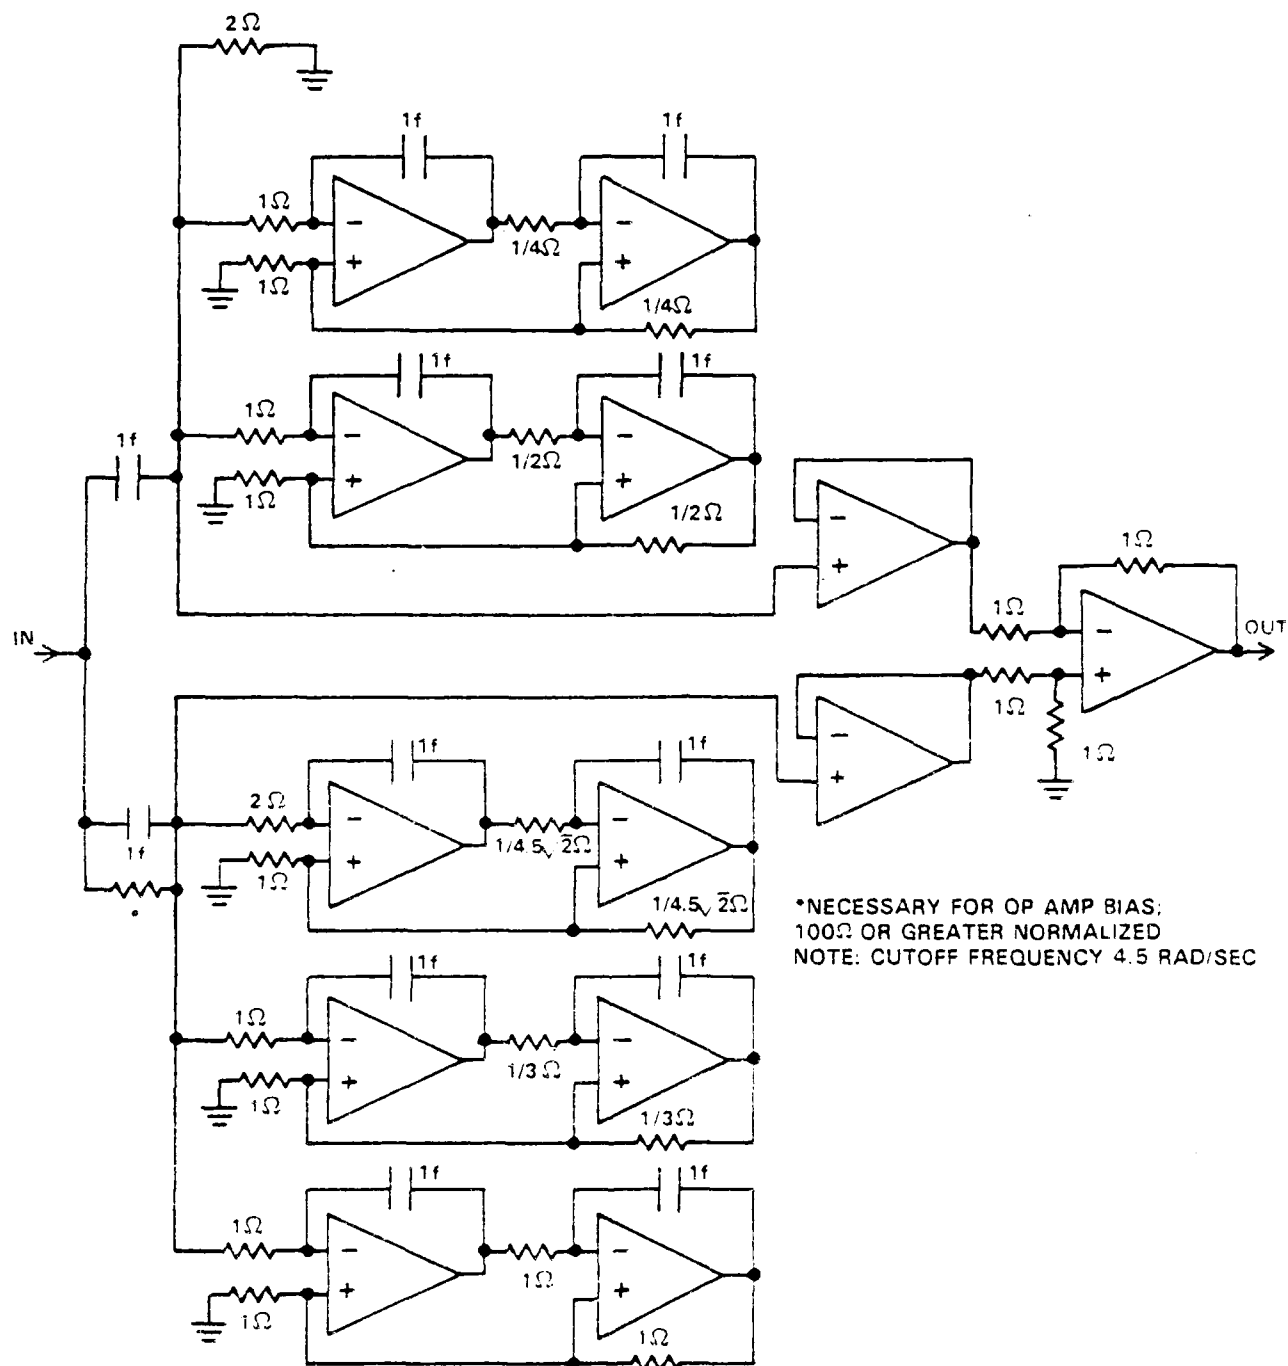 2Ω
1f
1f
1Ω
−
−
1/4Ω
+
+
1Ω
1/4Ω
1f
1f
1Ω
−
−
1f
1/2Ω
+
+
1Ω
1/2Ω
−
1Ω
+
1Ω
IN
−
OUT
+
1Ω
1f
1f
−
1Ω
2Ω
+
−
−
1f
1/4.5√2Ω
+
+
1Ω
1/4.5√2Ω
*
*NECESSARY FOR OP AMP BIAS;
100Ω OR GREATER NORMALIZED
NOTE: CUTOFF FREQUENCY 4.5 RAD/SEC
1f
1f
1Ω
−
−
1/3Ω
+
+
1Ω
1/3Ω
1f
1f
1Ω
−
−
1Ω
+
+
1Ω
1Ω